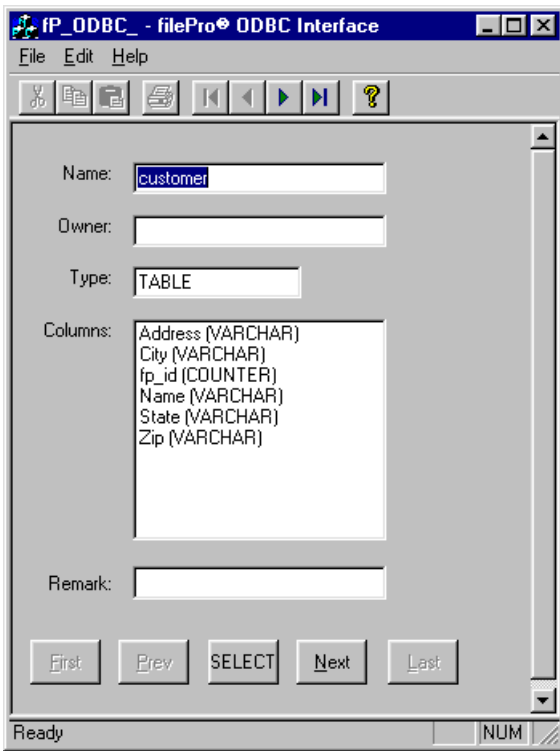 fP_ODBC_ - filePro® ODBC Interface
File Edit Help
Name: customer
Owner:
Type: TABLE
Columns: Address (VARCHAR)
City (VARCHAR)
fp_id (COUNTER)
Name (VARCHAR)
State (VARCHAR)
Zip (VARCHAR)
Remark:
First Prev SELECT Next Last
Ready NUM